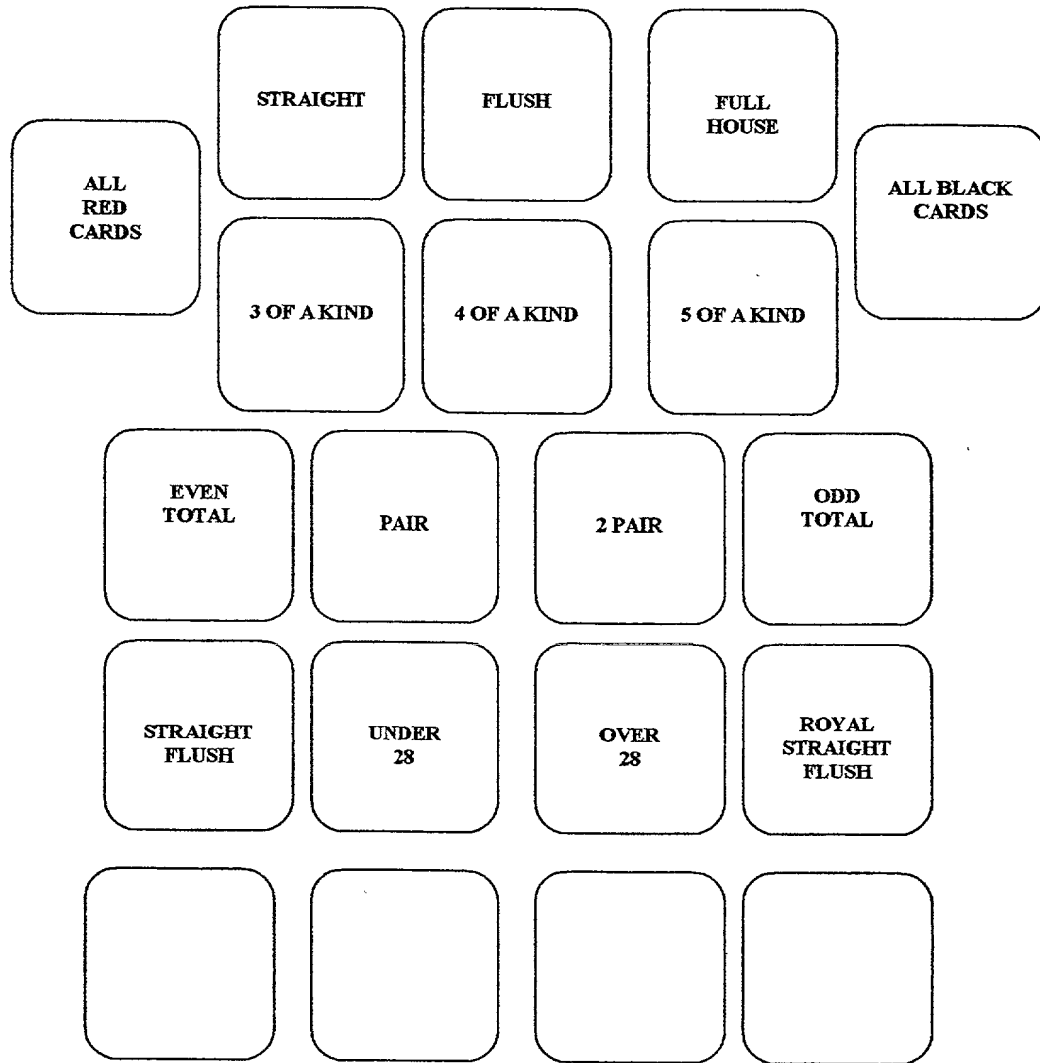 STRAIGHT
FLUSH
FULL
HOUSE
ALL
RED
CARDS
ALL BLACK
CARDS
3 OF A KIND
4 OF A KIND
5 OF A KIND
EVEN
TOTAL
PAIR
2 PAIR
ODD
TOTAL
STRAIGHT
FLUSH
UNDER
28
OVER
28
ROYAL
STRAIGHT
FLUSH